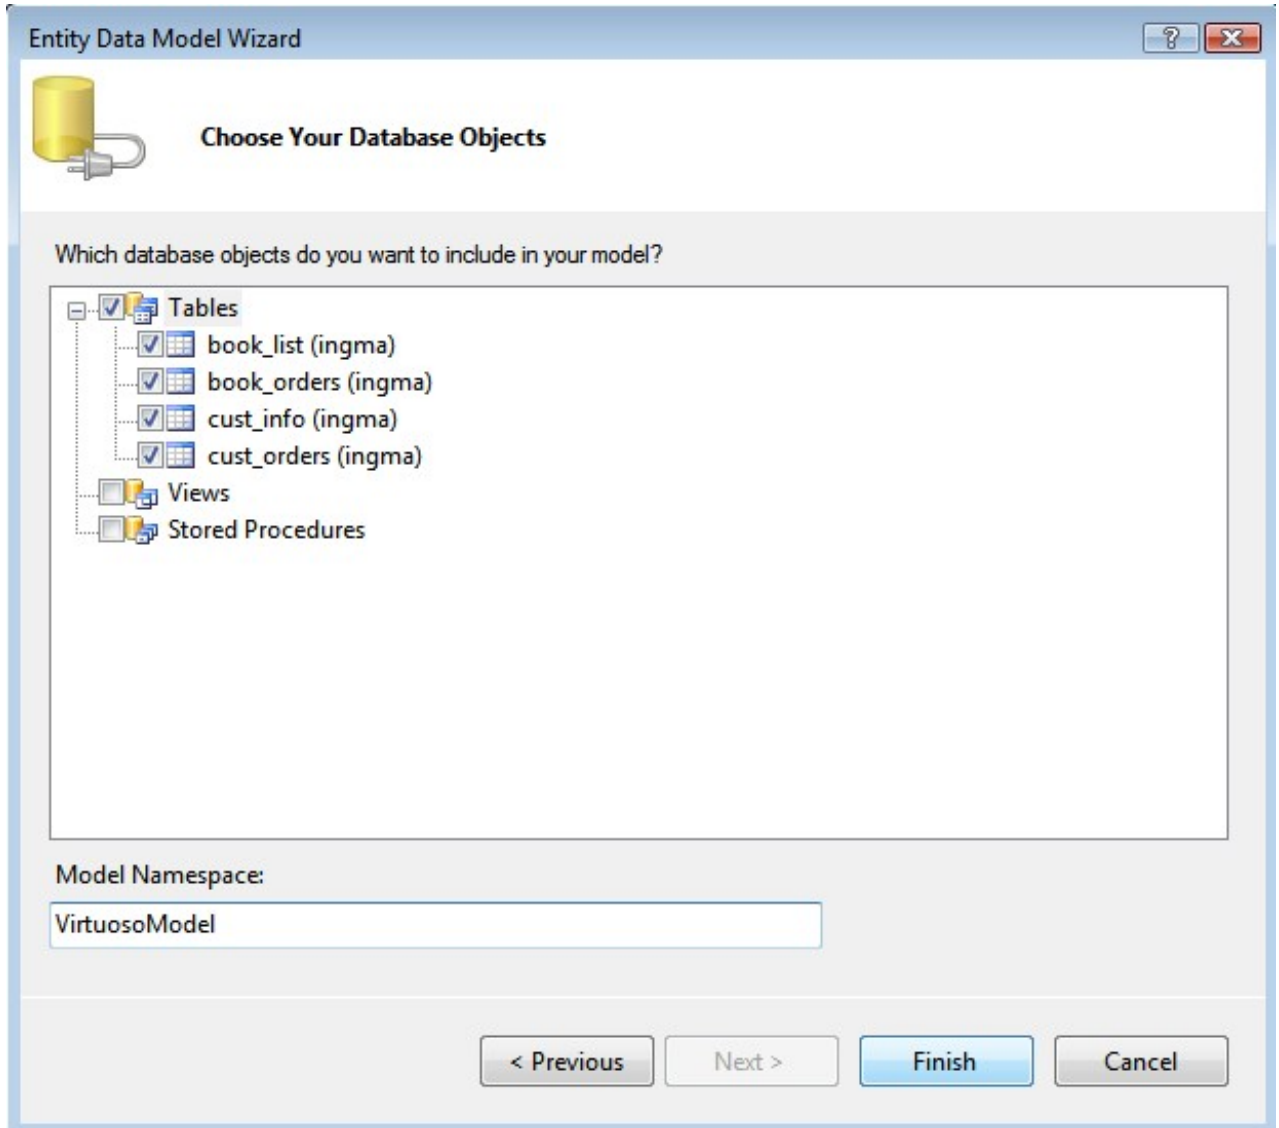 Entity Data Model Wizard
?
Choose Your Database Objects
Which database objects do you want to include in your model?
Tables
book_list (ingma)
book_orders (ingma)
cust_info (ingma)
cust_orders (ingma)
Views
Stored Procedures
Model Namespace:
VirtuosoModel
< Previous Next > Finish Cancel